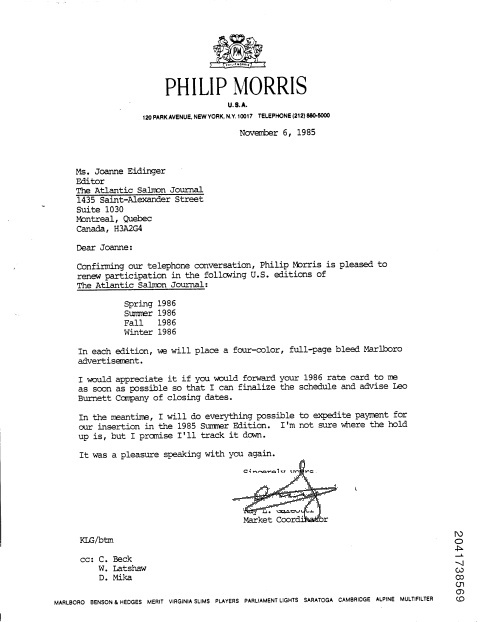 PM
PHILIP MORRIS
U.S.A.
120 PARK AVENUE, NEW YORK, N.Y. 10017 TELEPHONE (212) 880-5000
November 6, 1985
Ms. Joanne Eidinger
Editor
The Atlantic Salmon Journal
1435 Saint-Alexander Street
Suite 1030
Montreal, Quebec
Canada, H3A2G4
Dear Joanne:
Confirming our telephone conversation, Philip Morris is pleased to
renew participation in the following U.S. editions of
The Atlantic Salmon Journal:
Spring 1986
Summer 1986
Fall 1986
Winter 1986
In each edition, we will place a four-color, full-page bleed Marlboro
advertisement.
I would appreciate it if you would forward your 1986 rate card to me
as soon as possible so that I can finalize the schedule and advise Leo
Burnett Company of closing dates.
In the meantime, I will do everything possible to expedite payment for
our insertion in the 1985 Summer Edition. I'm not sure where the hold
up is, but I promise I'll track it down.
It was a pleasure speaking with you again.
Sincerely yours
Market Coordinator
KLG/btm
cc: C. Beck
W. Latshaw
D. Mika
2041738569
MARLBORO BENSON & HEDGES MERIT VIRGINIA SLIMS PLAYERS PARLIAMENT LIGHTS SARATOGA CAMBRIDGE ALPINE MULTIFILTER